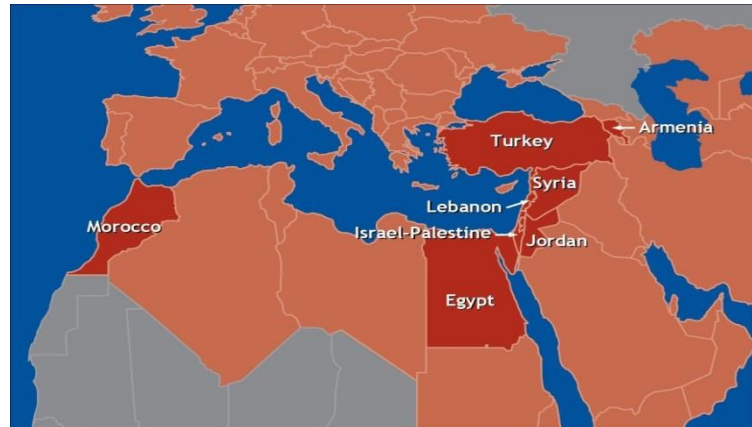 Armenia
Turkey
Syria
Lebanon
Morocco
Israel-Palestine
Jordan
Egypt